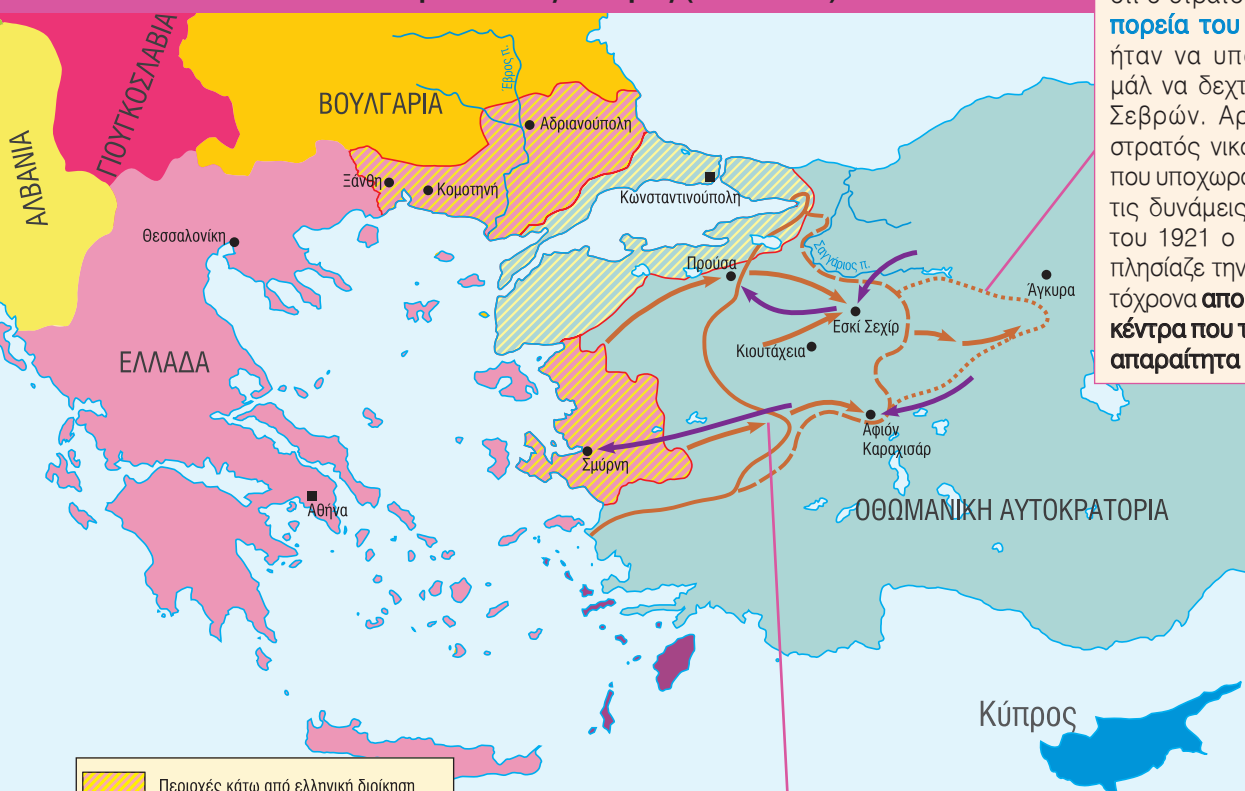 πορεία του
ήταν να υπο
μάλ να δεχτ
Σεβρών. Αρ
στρατός νικο
που υποχωρο
τις δυνάμεις
του 1921 ο
πλησίαζε την
τόχρονα απο
κέντρα που τ
απαραίτητα
ΑΛΒΑΝΙΑ
ΓΙΟΥΓΚΟΣΛΑΒΙΑ
ΒΟΥΛΓΑΡΙΑ
Έβρος π.
Αδριανούπολη
Ξάνθη
Κομοτηνή
Κωνσταντινούπολη
Θεσσαλονίκη
Προύσα
Σαγγάριος π.
Άγκυρα
Εσκί Σεχίρ
Κιουτάχεια
ΕΛΛΑΔΑ
Αφιόν
Καραχισάρ
Σμύρνη
Αθήνα
ΟΘΩΜΑΝΙΚΗ ΑΥΤΟΚΡΑΤΟΡΙΑ
Κύπρος
Περιοχές κάτω από ελληνική διοίκηση